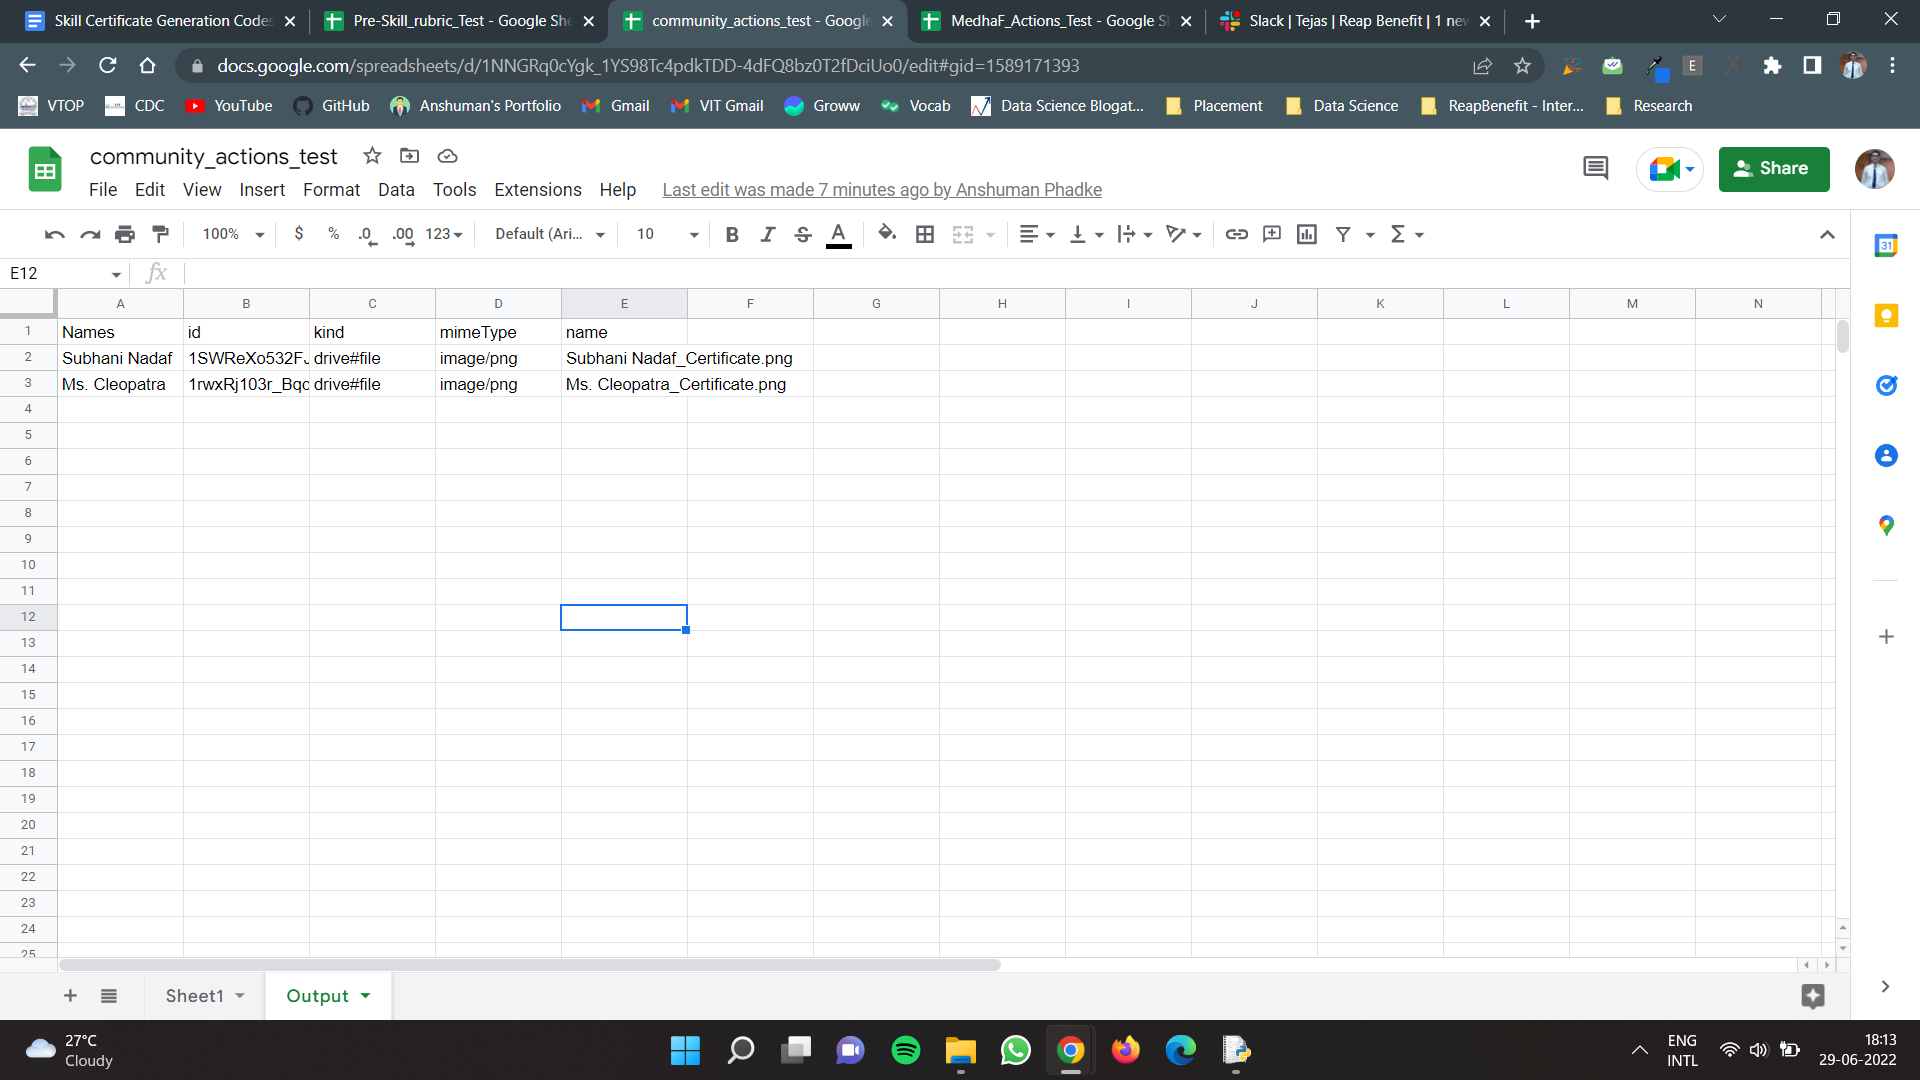 Skill Certificate Generation Codes
Pre-Skill_rubric_Test - Google She
community_actions_test - Google
MedhaF_Actions_Test - Google Sh
Slack | Tejas | Reap Benefit | 1 new
docs.google.com/spreadsheets/d/1NNGRq0cYgk_1YS98Tc4pdkTDD-4dFQ8bz0T2fDciUo0/edit#gid=1589171393
E
VTOP
CDC
YouTube
GitHub
Anshuman's Portfolio
Gmail
VIT Gmail
Groww
Vocab
Data Science Blogat...
Placement
Data Science
ReapBenefit - Inter...
Research
community_actions_test
File Edit View Insert Format Data Tools Extensions Help
Last edit was made 7 minutes ago by Anshuman Phadke
Share
100% $ % .0 .00 123 Default (Ari... 10 B I S A Σ
31
E12 fx
A B C D E F G H I J K L M N
1 Names id kind mimeType name
2 Subhani Nadaf 1SWReXo532FJ drive#file image/png Subhani Nadaf_Certificate.png
3 Ms. Cleopatra 1rwxRj103r_Bqc drive#file image/png Ms. Cleopatra_Certificate.png
4
5
6
7
8
9
10
11
12
13
14
15
16
17
18
19
20
21
22
23
24
25
Sheet1
Output
27°C
Cloudy
ENG
INTL
18:13
29-06-2022